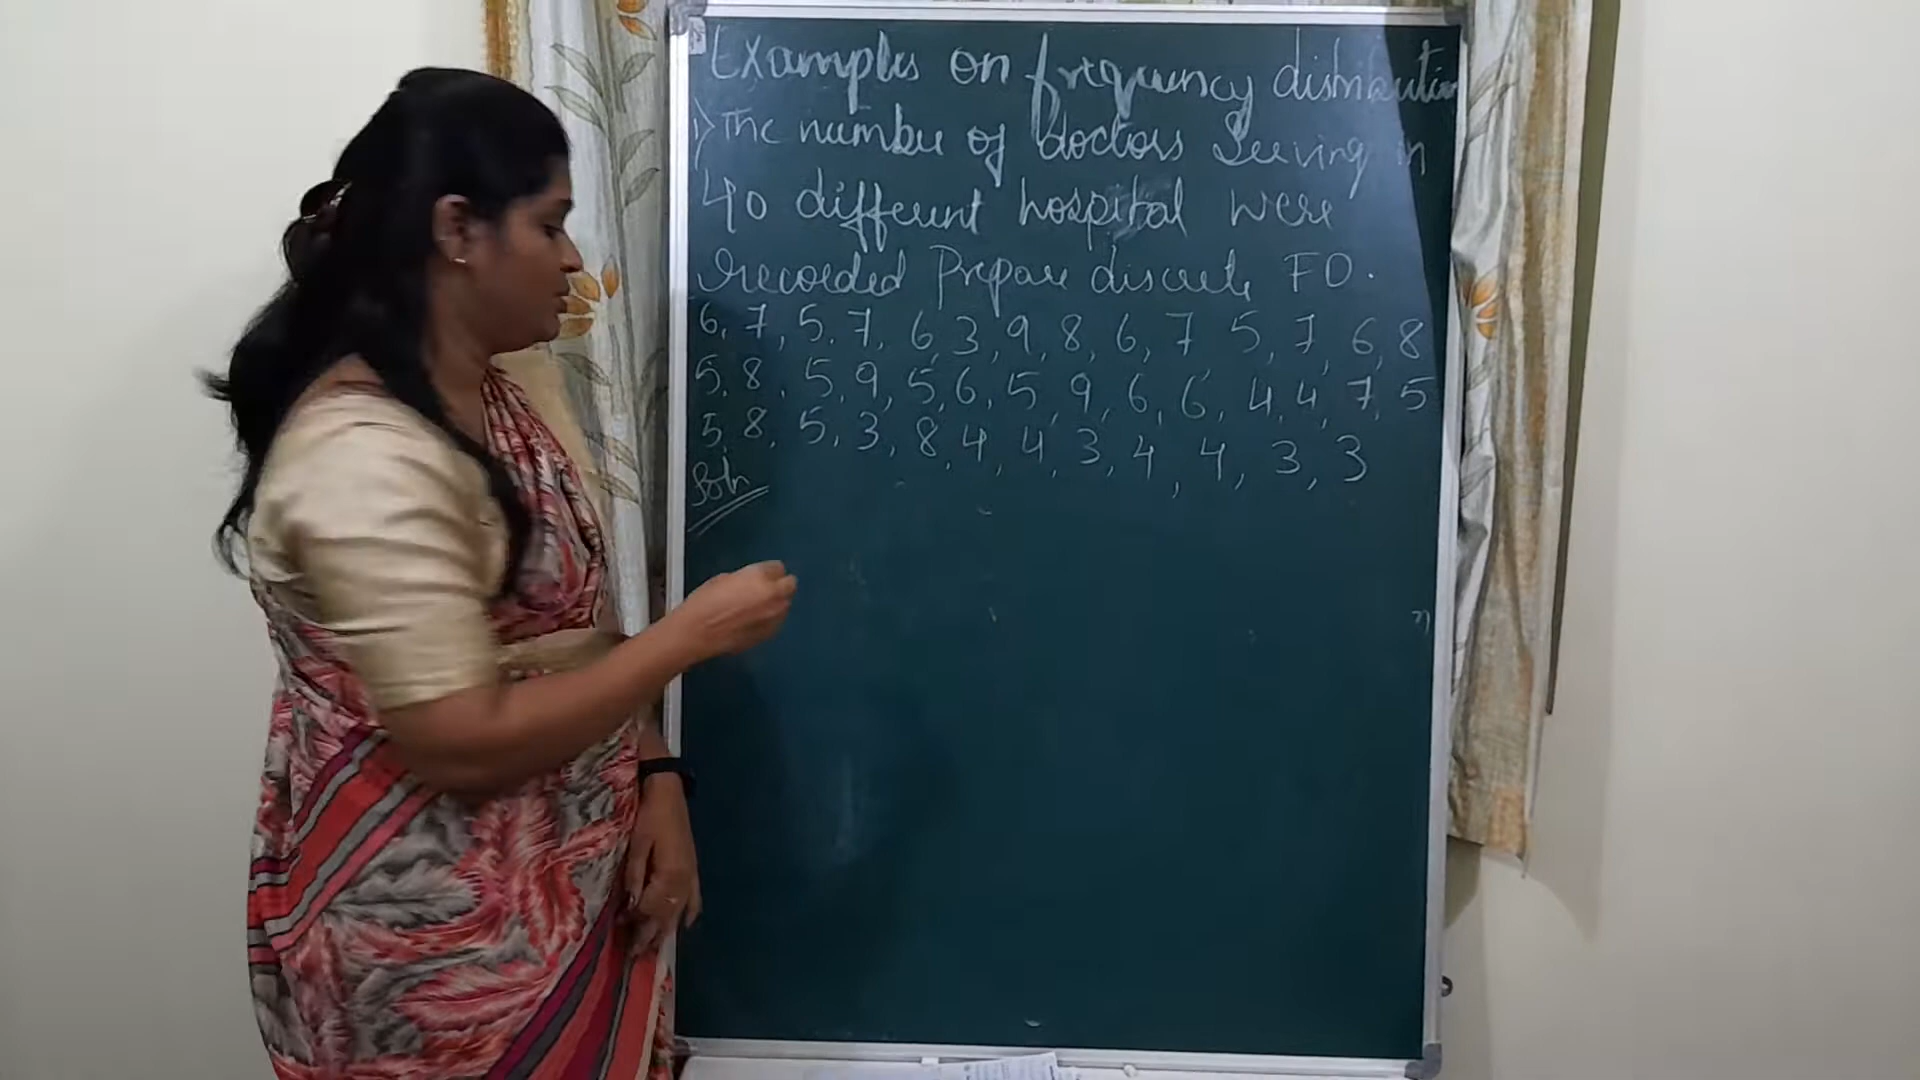 Examples on frequency distribution
1) The number of doctors Serving in
40 different hospital were
recorded Prepare discrete FD.
6, 7, 5, 7, 6, 3, 9, 8, 6, 7 5, 7, 6, 8
5, 8, 5, 9, 5, 6, 5, 9, 6, 6, 4, 4, 7, 5
5, 8, 5, 3, 8, 4, 4, 3, 4, 4, 3, 3
Soln